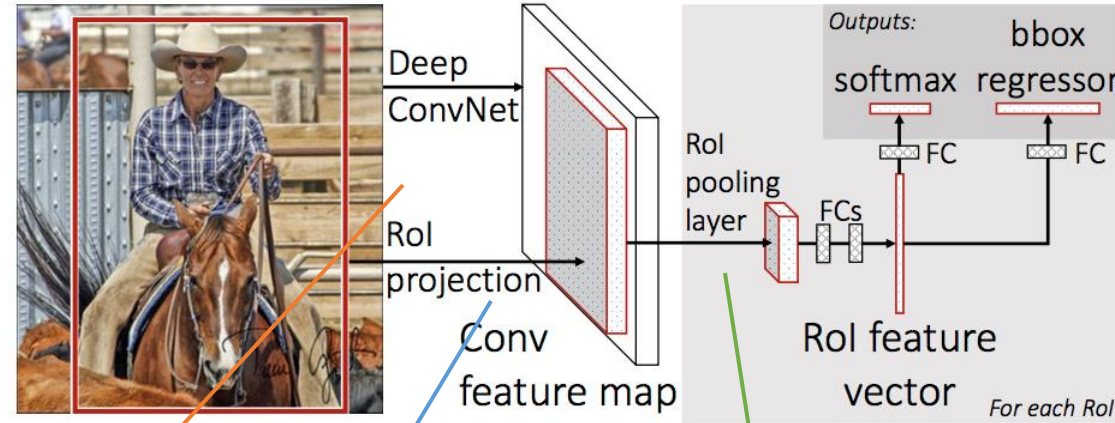 Deep
ConvNet
RoI
projection
Conv
feature map
RoI
pooling
layer
FCs
RoI feature
vector
Outputs:
softmax
bbox
regressor
FC
FC
For each RoI